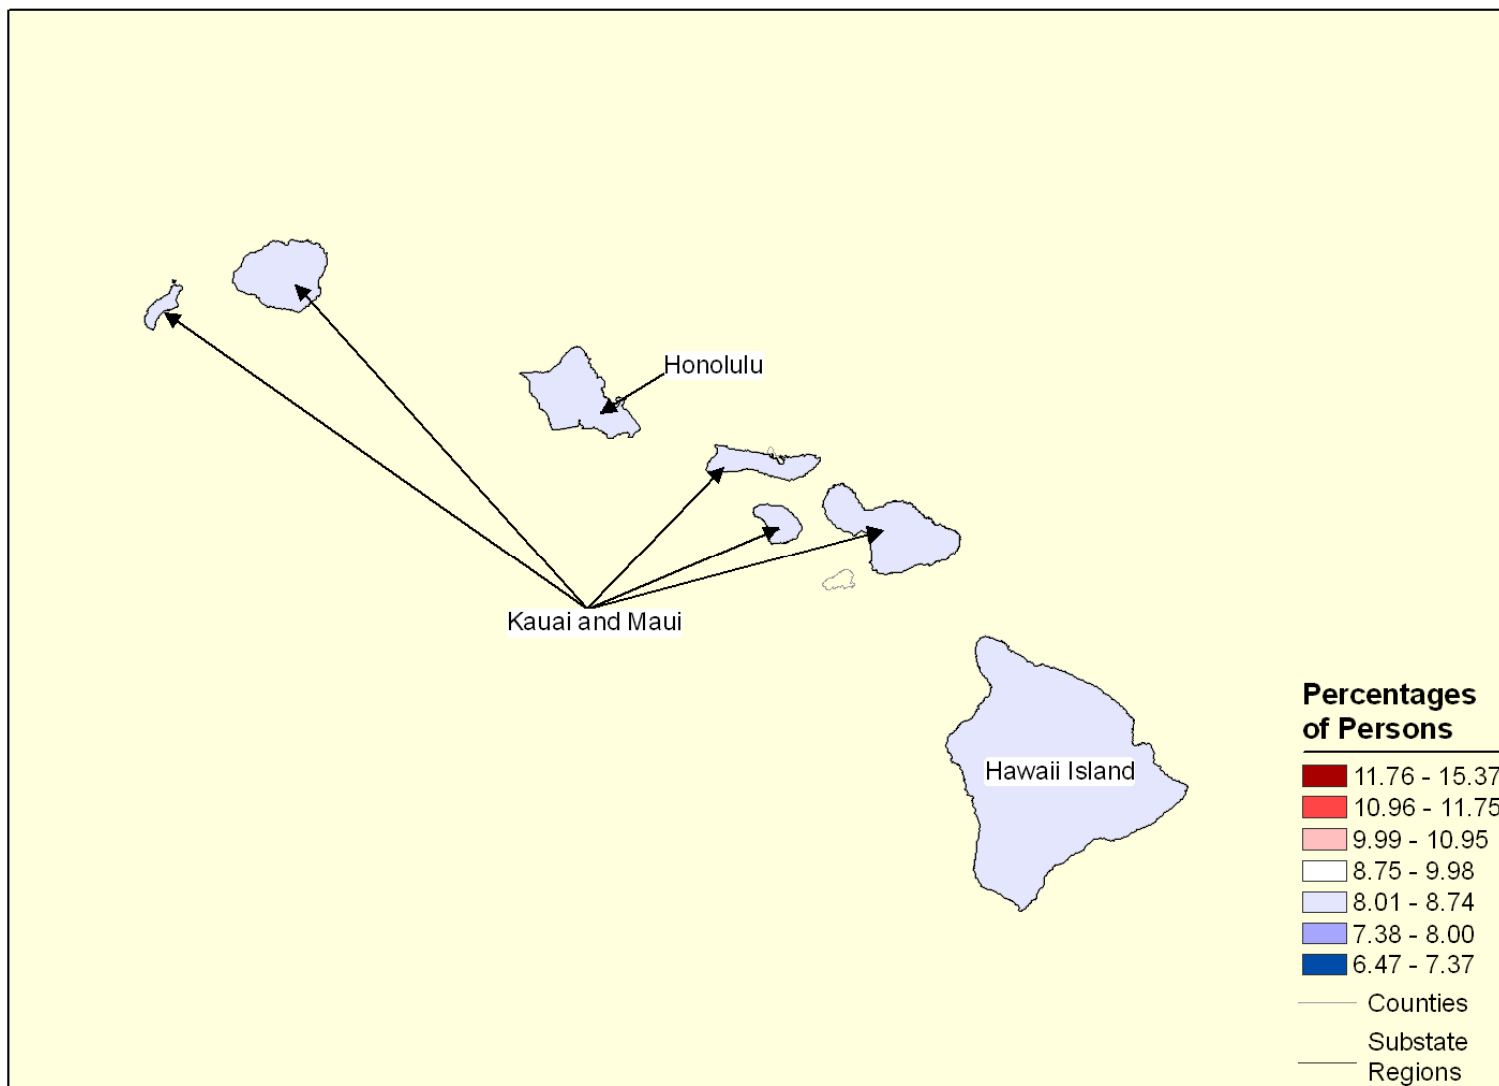 Honolulu
Kauai and Maui
Hawaii Island
Percentages
of Persons
11.76 - 15.37
10.96 - 11.75
9.99 - 10.95
8.75 - 9.98
8.01 - 8.74
7.38 - 8.00
6.47 - 7.37
Counties
Substate
Regions